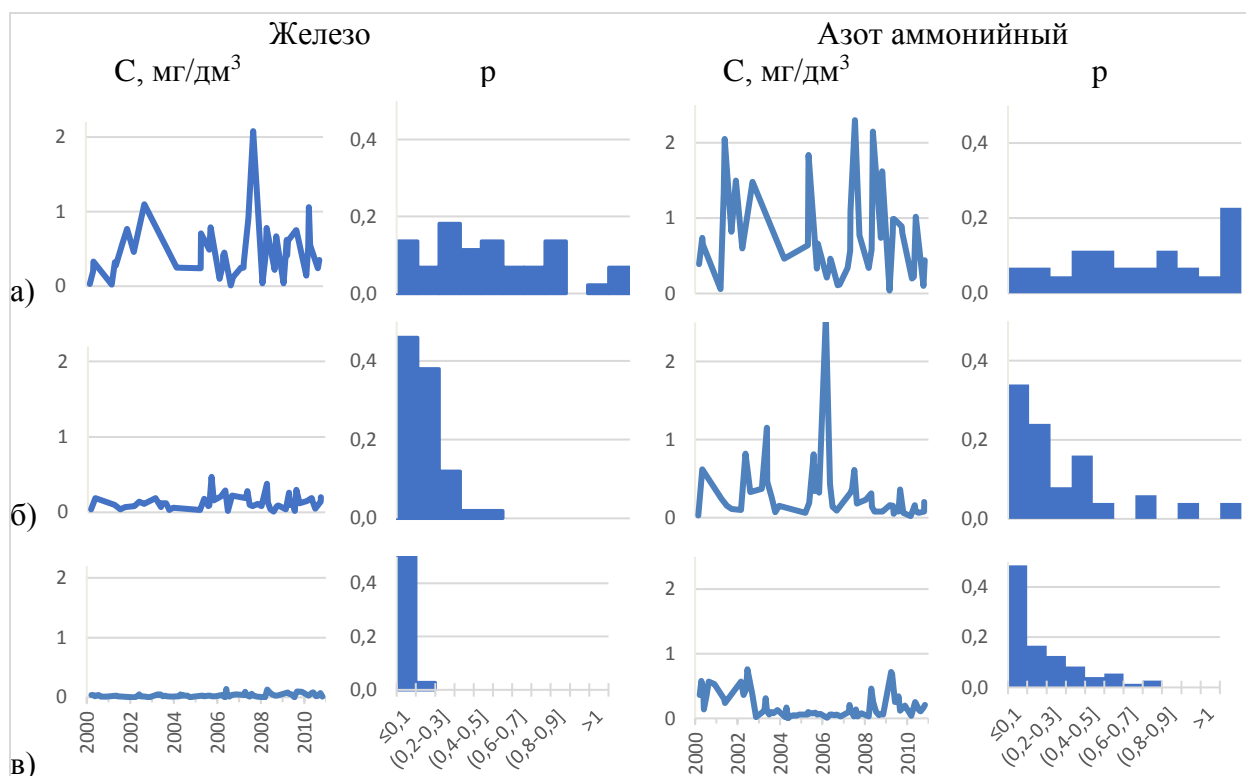 Железо Азот аммонийный
С, мг/дм³ p С, мг/дм³ p
2 0,4 2 0,4
1 0,2 1 0,2
а) 0 0,0 0 0,0
2 0,4 2 0,4
1 0,2 1 0,2
б) 0 0,0 0 0,0
2 0,4 2 0,4
1 0,2 1 0,2
0 0,0 0 0,0
2000 2002 2004 2006 2008 2010 ≤0,1 (0,2-0,3] (0,4-0,5] (0,6-0,7] (0,8-0,9] >1 2000 2002 2004 2006 2008 2010 ≤0,1 (0,2-0,3] (0,4-0,5] (0,6-0,7] (0,8-0,9] >1
в)